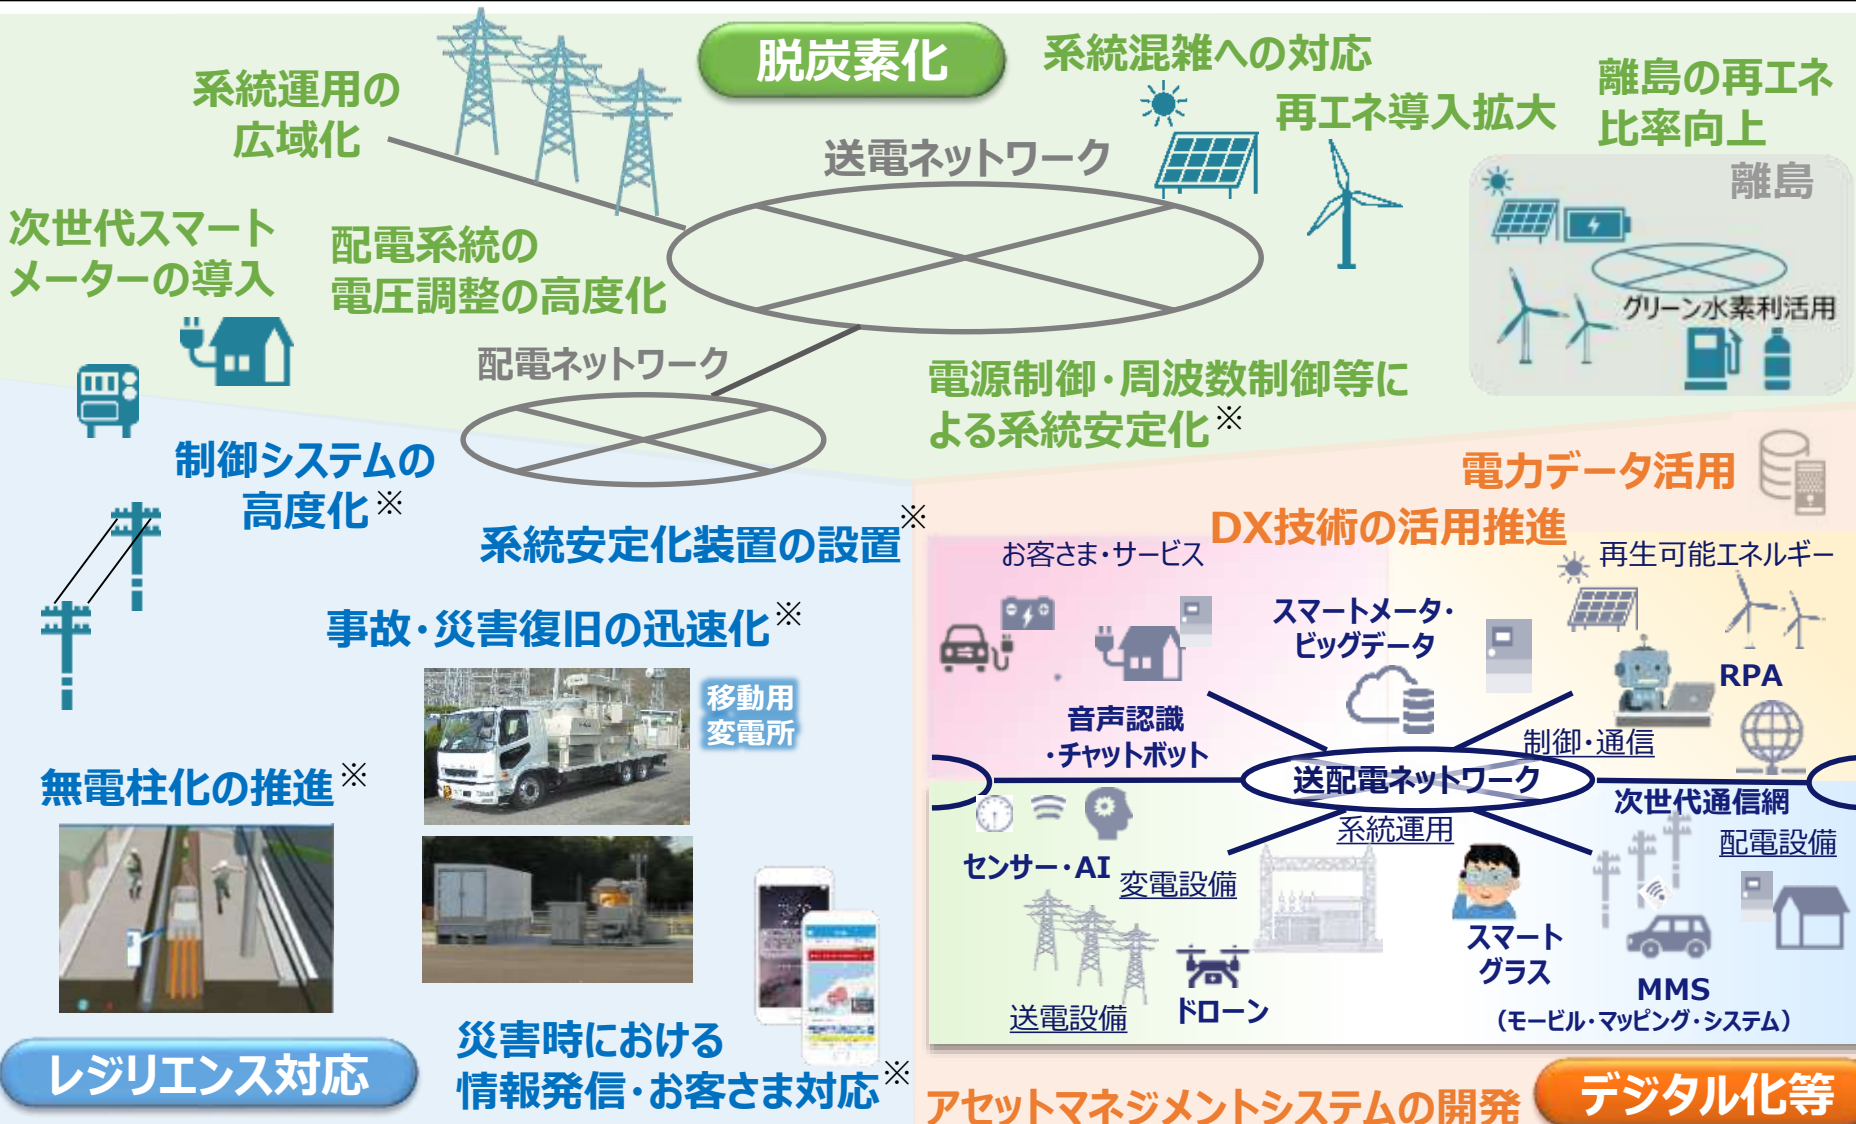 脱炭素化
系統運用の
広域化
系統混雑への対応
再エネ導入拡大
離島の再エネ
比率向上
離島
送電ネットワーク
次世代スマート
メーターの導入
配電系統の
電圧調整の高度化
グリーン水素利活用
配電ネットワーク
電源制御・周波数制御等に
よる系統安定化※
制御システムの
高度化※
系統安定化装置の設置※
事故・災害復旧の迅速化※
移動用
変電所
無電柱化の推進※
災害時における
情報発信・お客さま対応※
レジリエンス対応
電力データ活用
DX技術の活用推進
お客さま・サービス
再生可能エネルギー
スマートメータ・
ビッグデータ
RPA
音声認識
・チャットボット
制御・通信
送配電ネットワーク
次世代通信網
系統運用
配電設備
センサー・AI
変電設備
スマート
グラス
MMS
（モービル・マッピング・システム）
ドローン
送電設備
アセットマネジメントシステムの開発
デジタル化等